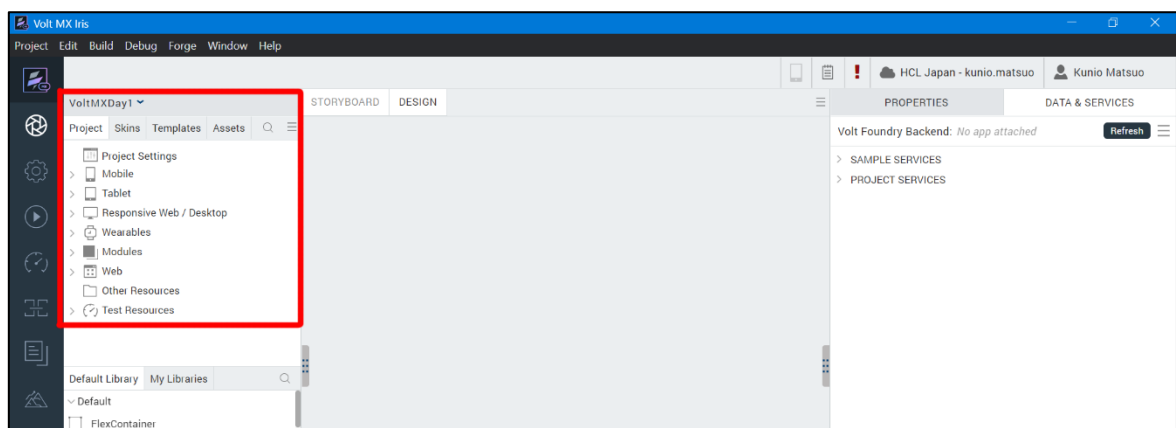 Volt MX Iris
Project Edit Build Debug Forge Window Help
HCL Japan - kunio.matsuo Kunio Matsuo
VoltMXDay1 STORYBOARD DESIGN PROPERTIES DATA & SERVICES
Project Skins Templates Assets
Volt Foundry Backend: No app attached Refresh
Project Settings
Mobile
Tablet
Responsive Web / Desktop
Wearables
Modules
Web
Other Resources
Test Resources
SAMPLE SERVICES
PROJECT SERVICES
Default Library My Libraries
Default
FlexContainer